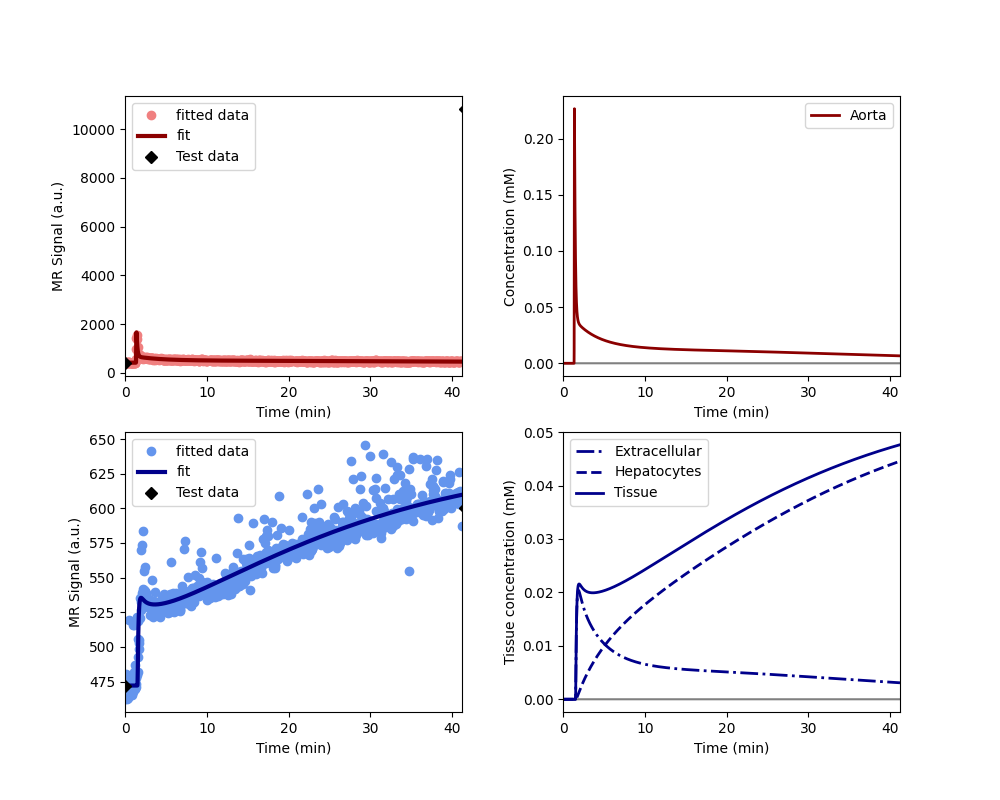 MR Signal (a.u.)
10000
8000
6000
4000
2000
0
fitted data
fit
Test data
0 10 20 30 40
Time (min)
Concentration (mM)
0.20
0.15
0.10
0.05
0.00
Aorta
0 10 20 30 40
Time (min)
MR Signal (a.u.)
650
625
600
575
550
525
500
475
fitted data
fit
Test data
0 10 20 30 40
Time (min)
Tissue concentration (mM)
0.05
0.04
0.03
0.02
0.01
0.00
Extracellular
Hepatocytes
Tissue
0 10 20 30 40
Time (min)